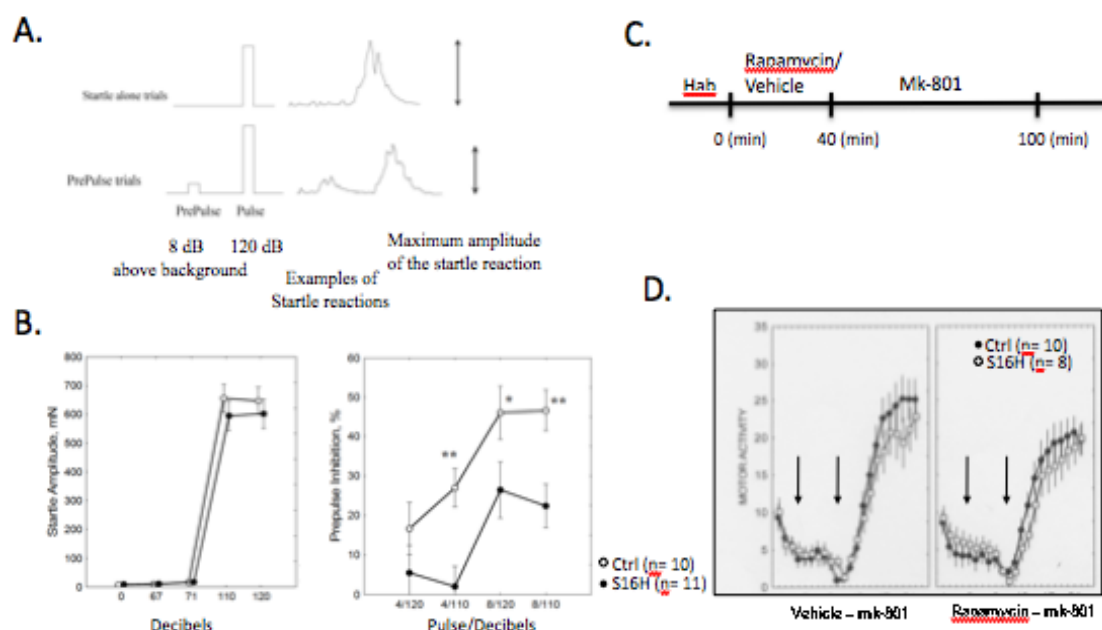 A.
Startle alone trials
PrePulse trials
PrePulse
Pulse
8 dB
120 dB
above background
Examples of
Startle reactions
Maximum amplitude
of the startle reaction
B.
800
700
600
500
400
300
200
100
0
Startle Amplitude, mN
0
67
71
110
120
Decibels
60
50
40
30
20
10
0
Prepulse Inhibition, %
**
*
**
4/120
4/110
8/120
8/110
Pulse/Decibels
Ctrl (n= 10)
S16H (n= 11)
C.
Hab
Rapamycin/
Vehicle
Mk-801
0 (min)
40 (min)
100 (min)
D.
35
30
25
20
15
10
5
0
MOTOR ACTIVITY
Ctrl (n= 10)
S16H (n= 8)
Vehicle – mk-801
Rapamycin – mk-801